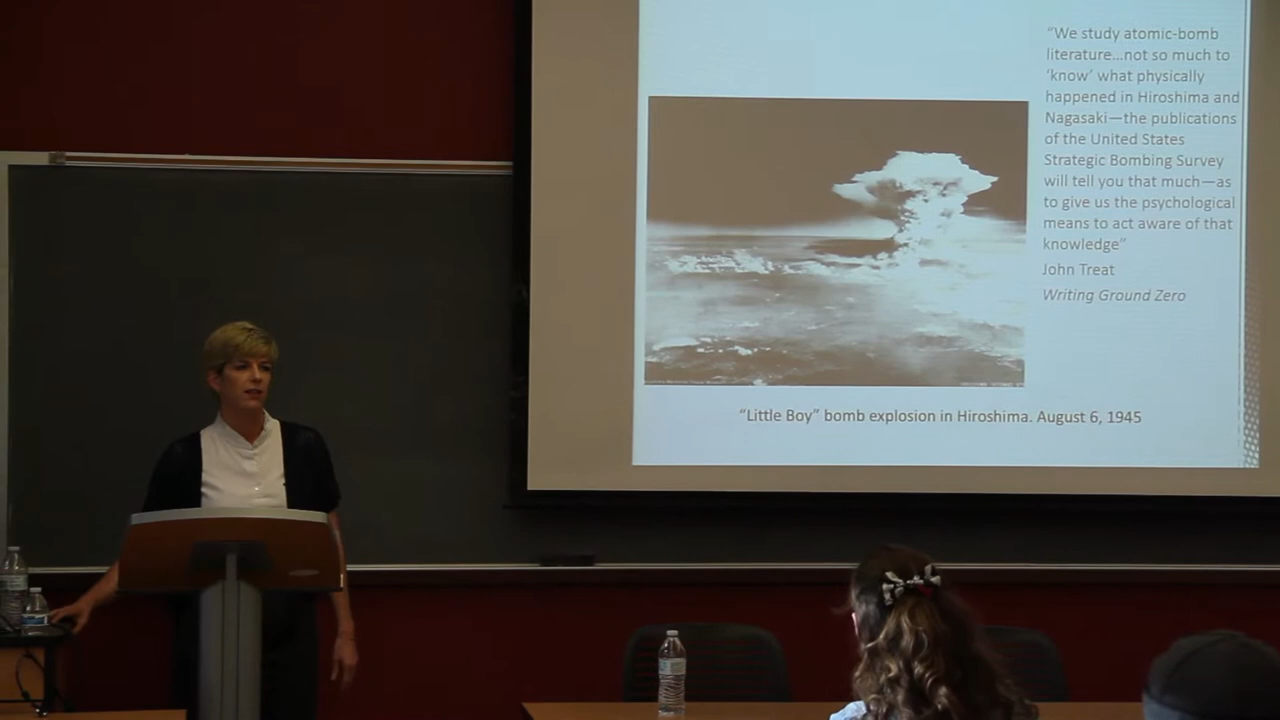 “We study atomic-bomb
literature...not so much to
‘know’ what physically
happened in Hiroshima and
Nagasaki—the publications
of the United States
Strategic Bombing Survey
will tell you that much—as
to give us the psychological
means to act aware of that
knowledge”
John Treat
Writing Ground Zero
“Little Boy” bomb explosion in Hiroshima. August 6, 1945